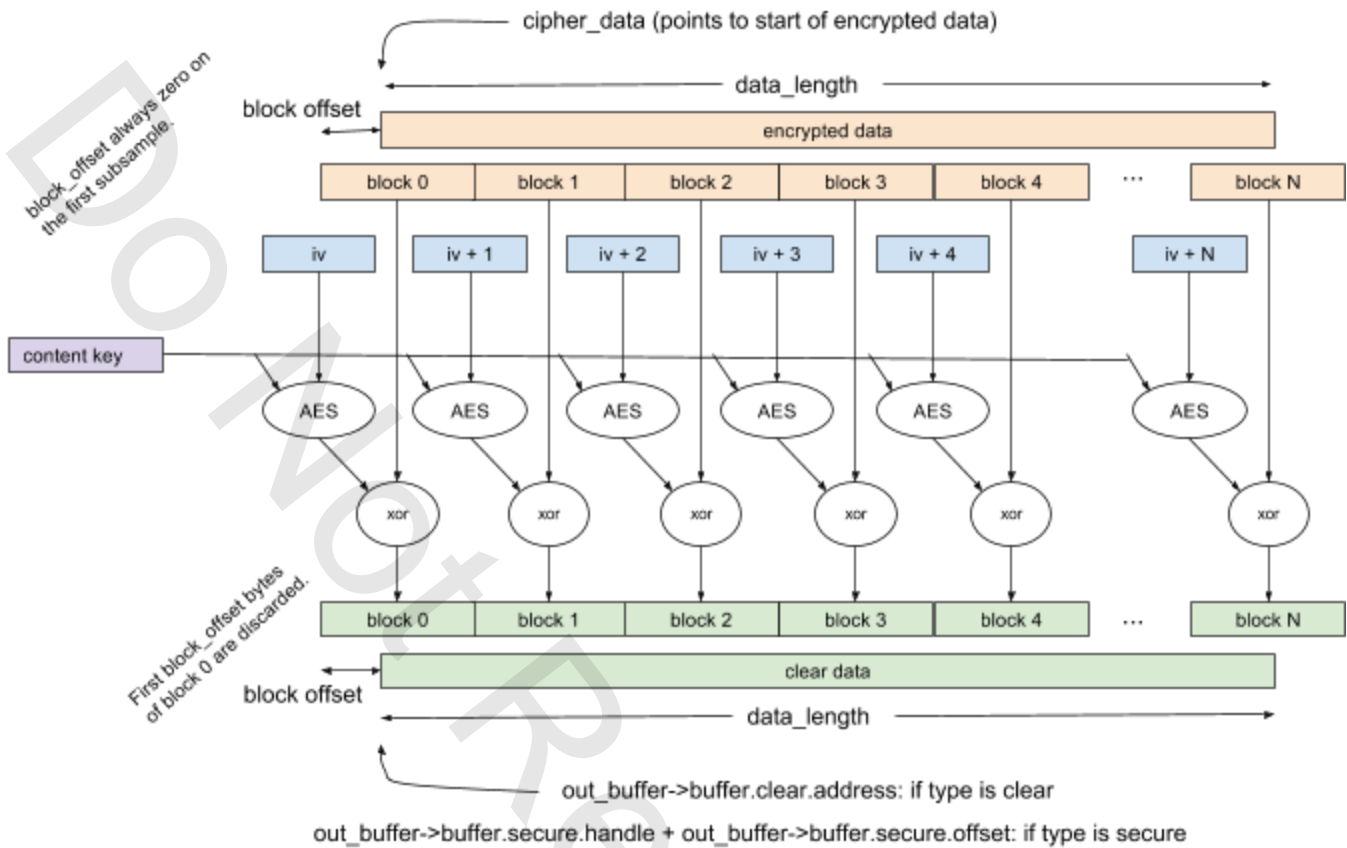 cipher_data (points to start of encrypted data)
data_length
block offset
block_offset always zero on
the first subsample.
encrypted data
block 0 block 1 block 2 block 3 block 4 ... block N
iv iv + 1 iv + 2 iv + 3 iv + 4 iv + N
content key
AES AES AES AES AES AES
xor xor xor xor xor xor
First block_offset bytes
of block 0 are discarded.
block 0 block 1 block 2 block 3 block 4 ... block N
clear data
block offset
data_length
out_buffer->buffer.clear.address: if type is clear
out_buffer->buffer.secure.handle + out_buffer->buffer.secure.offset: if type is secure
Do Not Re